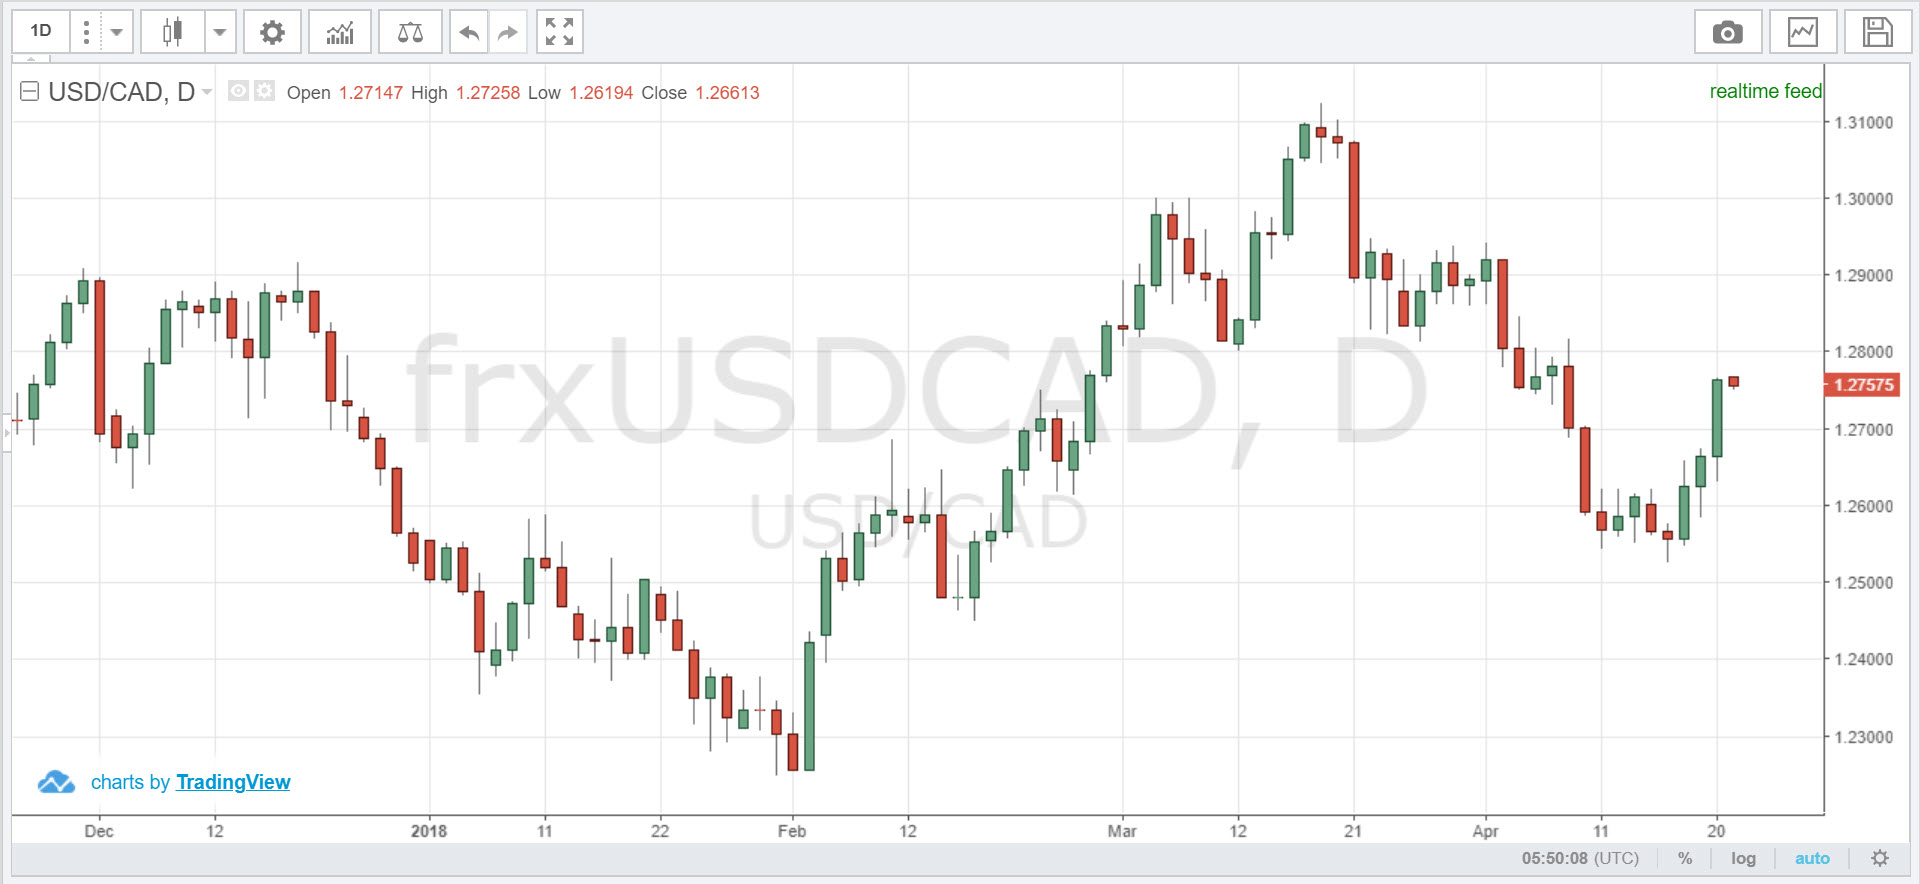 1D
USD/CAD, D Open 1.27147 High 1.27258 Low 1.26194 Close 1.26613
realtime feed
1.31000
1.30000
1.29000
1.28000
1.27575
1.27000
1.26000
1.25000
1.24000
1.23000
frxUSDCAD, D
USD/CAD
charts by TradingView
Dec 12 2018 11 22 Feb 12 Mar 12 21 Apr 11 20
05:50:08 (UTC) % log auto